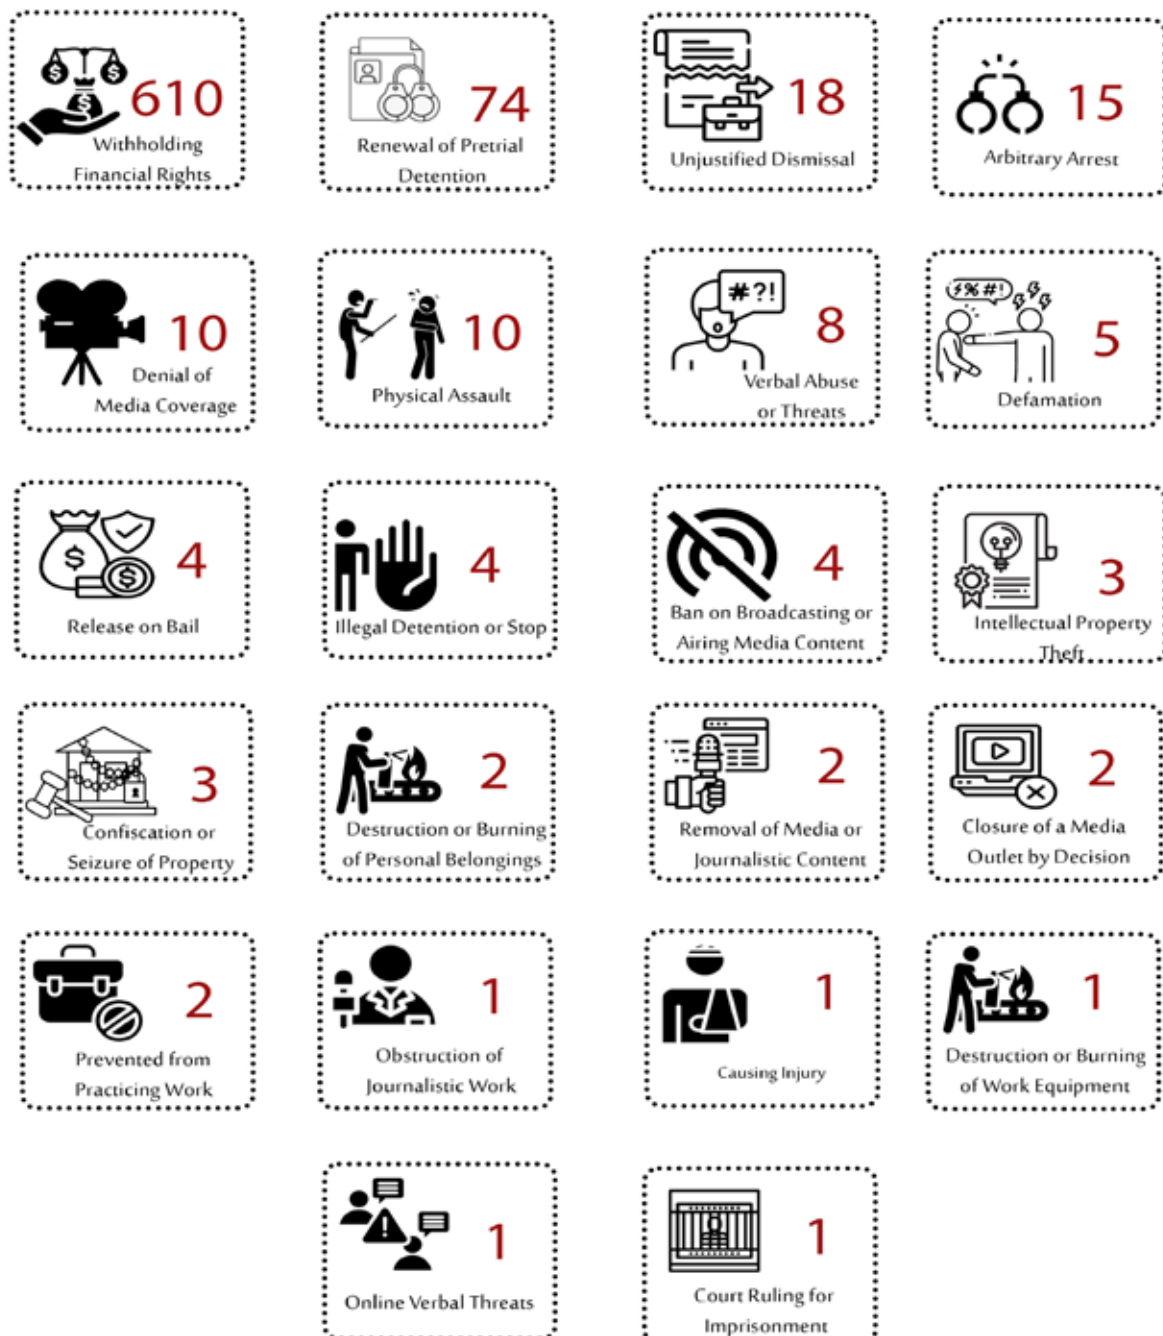 610
Withholding
Financial Rights
74
Renewal of Pretrial
Detention
18
Unjustified Dismissal
15
Arbitrary Arrest
10
Denial of
Media Coverage
10
Physical Assault
#?!
8
Verbal Abuse
or Threats
$%#!
5
Defamation
4
Release on Bail
4
Illegal Detention or Stop
4
Ban on Broadcasting or
Airing Media Content
3
Intellectual Property
Theft
3
Confiscation or
Seizure of Property
2
Destruction or Burning
of Personal Belongings
2
Removal of Media or
Journalistic Content
2
Closure of a Media
Outlet by Decision
2
Prevented from
Practicing Work
1
Obstruction of
Journalistic Work
1
Causing Injury
1
Destruction or Burning
of Work Equipment
1
Online Verbal Threats
1
Court Ruling for
Imprisonment